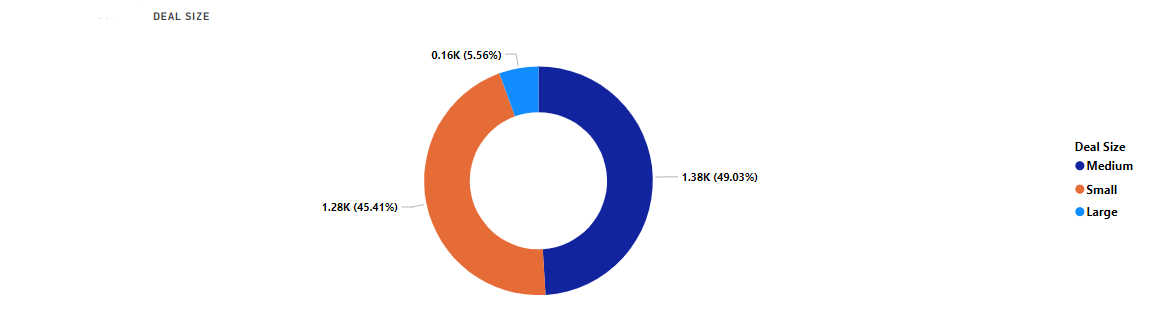 DEAL SIZE
0.16K (5.56%)
1.38K (49.03%)
1.28K (45.41%)
Deal Size
Medium
Small
Large